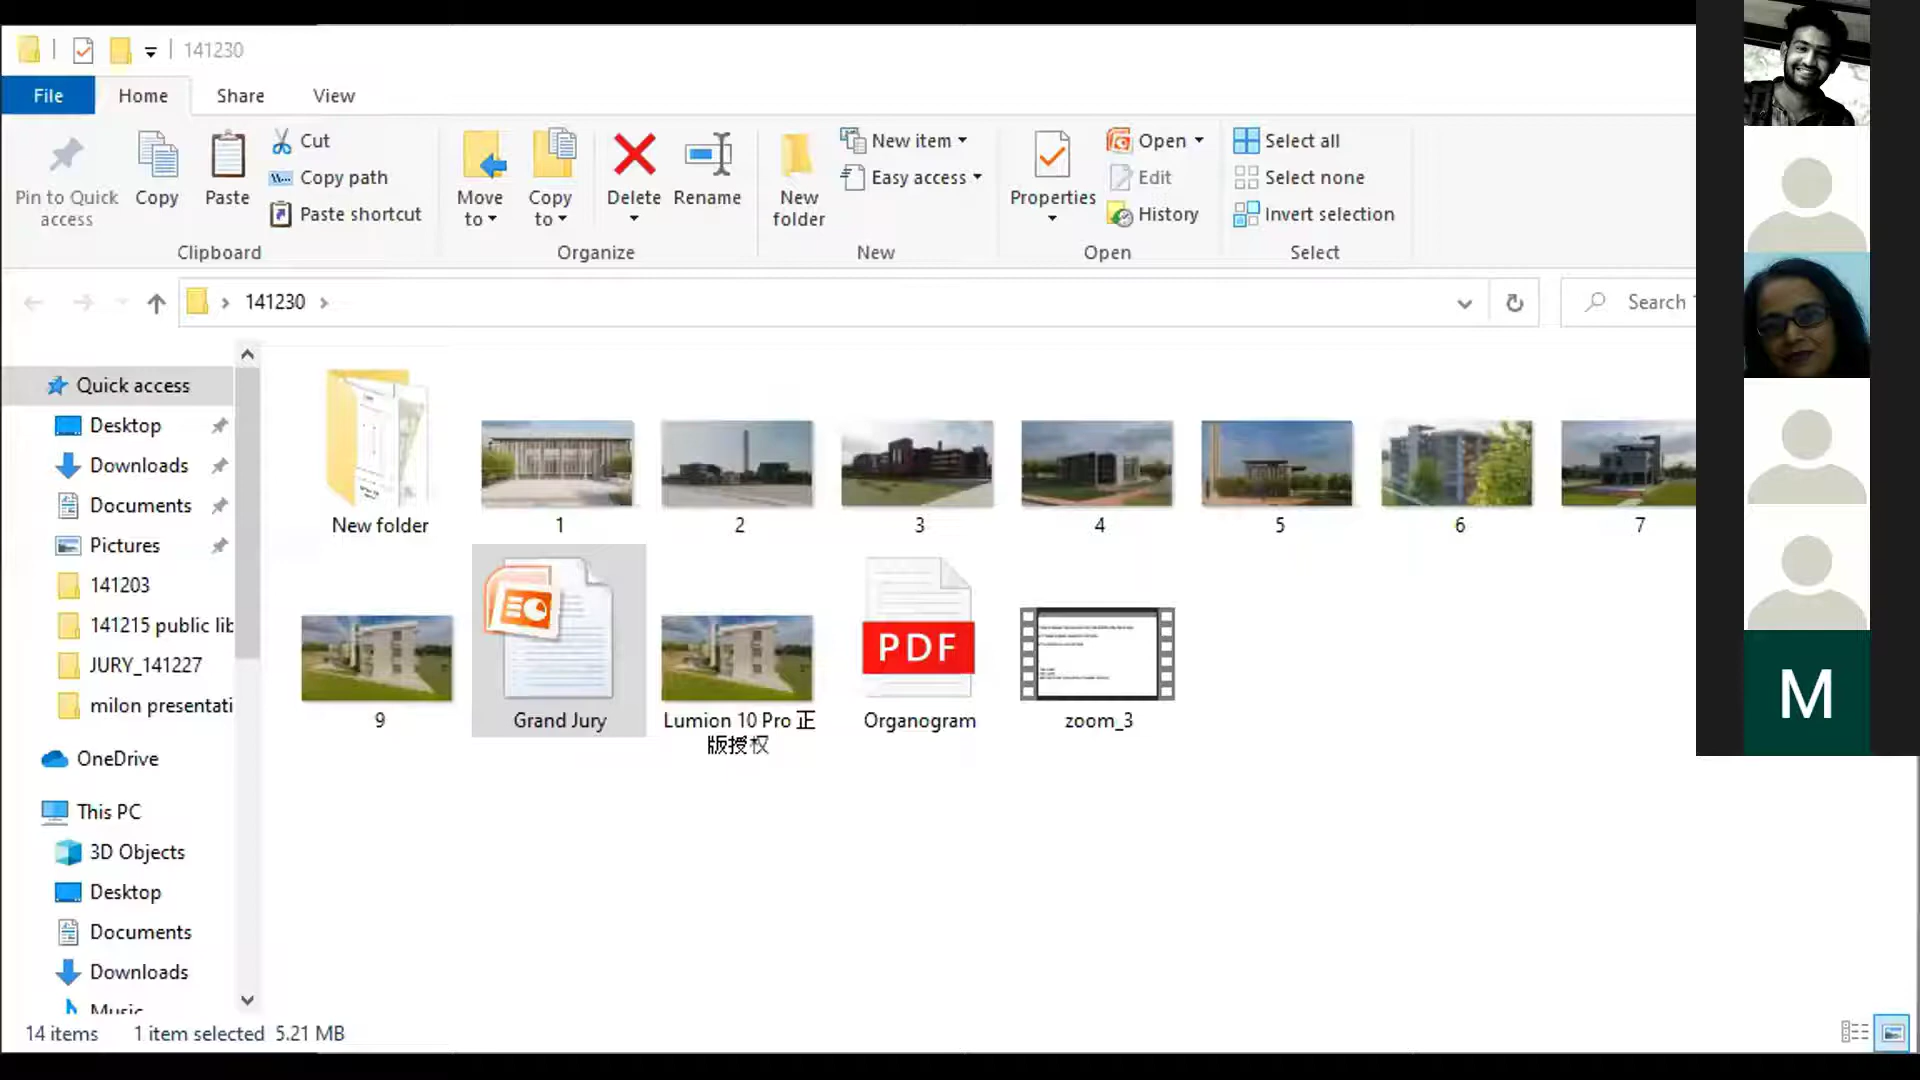 141230
File Home Share View
Pin to Quick access
Copy
Paste
Cut
Copy path
Paste shortcut
Clipboard
Move to
Copy to
Delete
Rename
Organize
New folder
New item
Easy access
New
Properties
Open
Edit
History
Open
Select all
Select none
Invert selection
Select
141230
Search
Quick access
Desktop
Downloads
Documents
Pictures
141203
141215 public lib
JURY_141227
milon presentati
OneDrive
This PC
3D Objects
Desktop
Documents
Downloads
Music
New folder
1
2
3
4
5
6
7
9
Grand Jury
Lumion 10 Pro 正
版授权
PDF
Organogram
zoom_3
M
14 items 1 item selected 5.21 MB